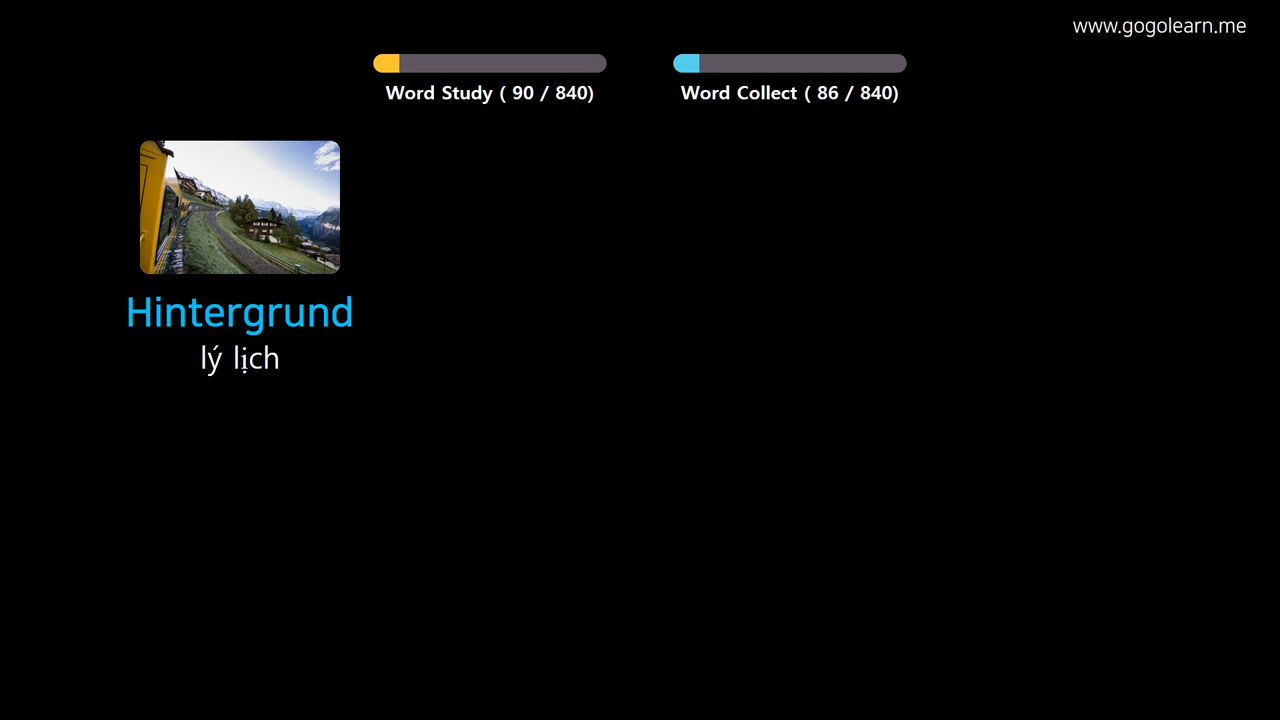 www.gogolearn.me
Word Study ( 90 / 840)
Word Collect ( 86 / 840)
Hintergrund
lý lịch